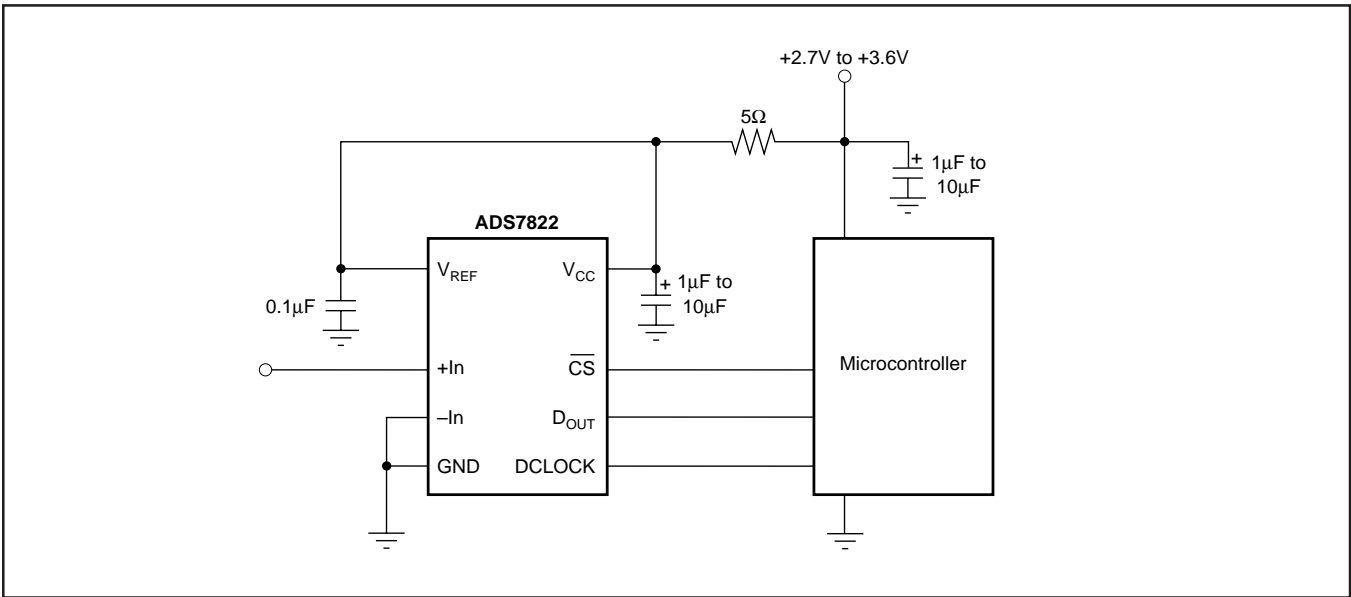 +2.7V to +3.6V
5Ω
+ 1μF to
10μF
ADS7822
V_REF
V_CC
0.1μF
+ 1μF to
10μF
+In
C̅S̅
Microcontroller
–In
D_OUT
GND
DCLOCK